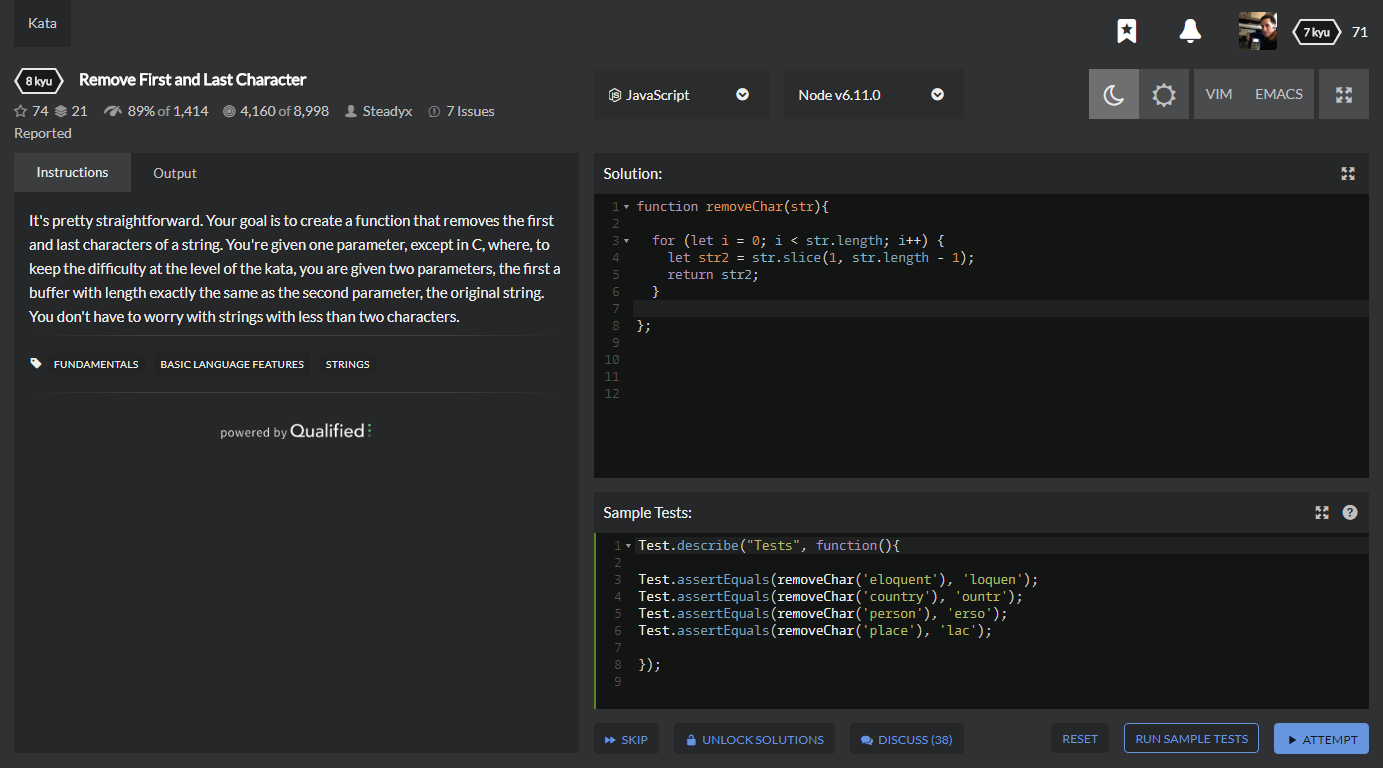 Kata
7 kyu 71
8 kyu Remove First and Last Character
74 21 89% of 1,414 4,160 of 8,998 Steadyx 7 Issues
Reported
JavaScript
Node v6.11.0
VIM EMACS
Instructions Output
It's pretty straightforward. Your goal is to create a function that removes the first
and last characters of a string. You're given one parameter, except in C, where, to
keep the difficulty at the level of the kata, you are given two parameters, the first a
buffer with length exactly the same as the second parameter, the original string.
You don't have to worry with strings with less than two characters.
FUNDAMENTALS BASIC LANGUAGE FEATURES STRINGS
powered by Qualified
Solution:
1 function removeChar(str){
2
3 for (let i = 0; i < str.length; i++) {
4 let str2 = str.slice(1, str.length - 1);
5 return str2;
6 }
7
8 };
9
10
11
12
Sample Tests:
1 Test.describe("Tests", function(){
2
3 Test.assertEquals(removeChar('eloquent'), 'loquen');
4 Test.assertEquals(removeChar('country'), 'ountr');
5 Test.assertEquals(removeChar('person'), 'erso');
6 Test.assertEquals(removeChar('place'), 'lac');
7
8 });
9
SKIP UNLOCK SOLUTIONS DISCUSS (38) RESET RUN SAMPLE TESTS ATTEMPT